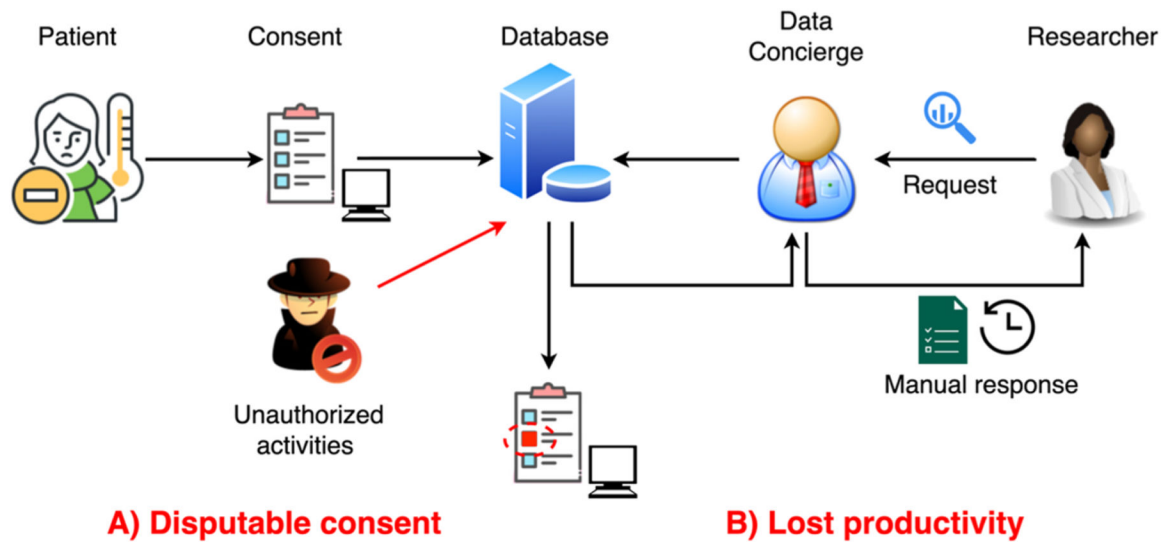 Patient
Consent
Database
Data
Concierge
Researcher
Request
Unauthorized
activities
Manual response
A) Disputable consent
B) Lost productivity